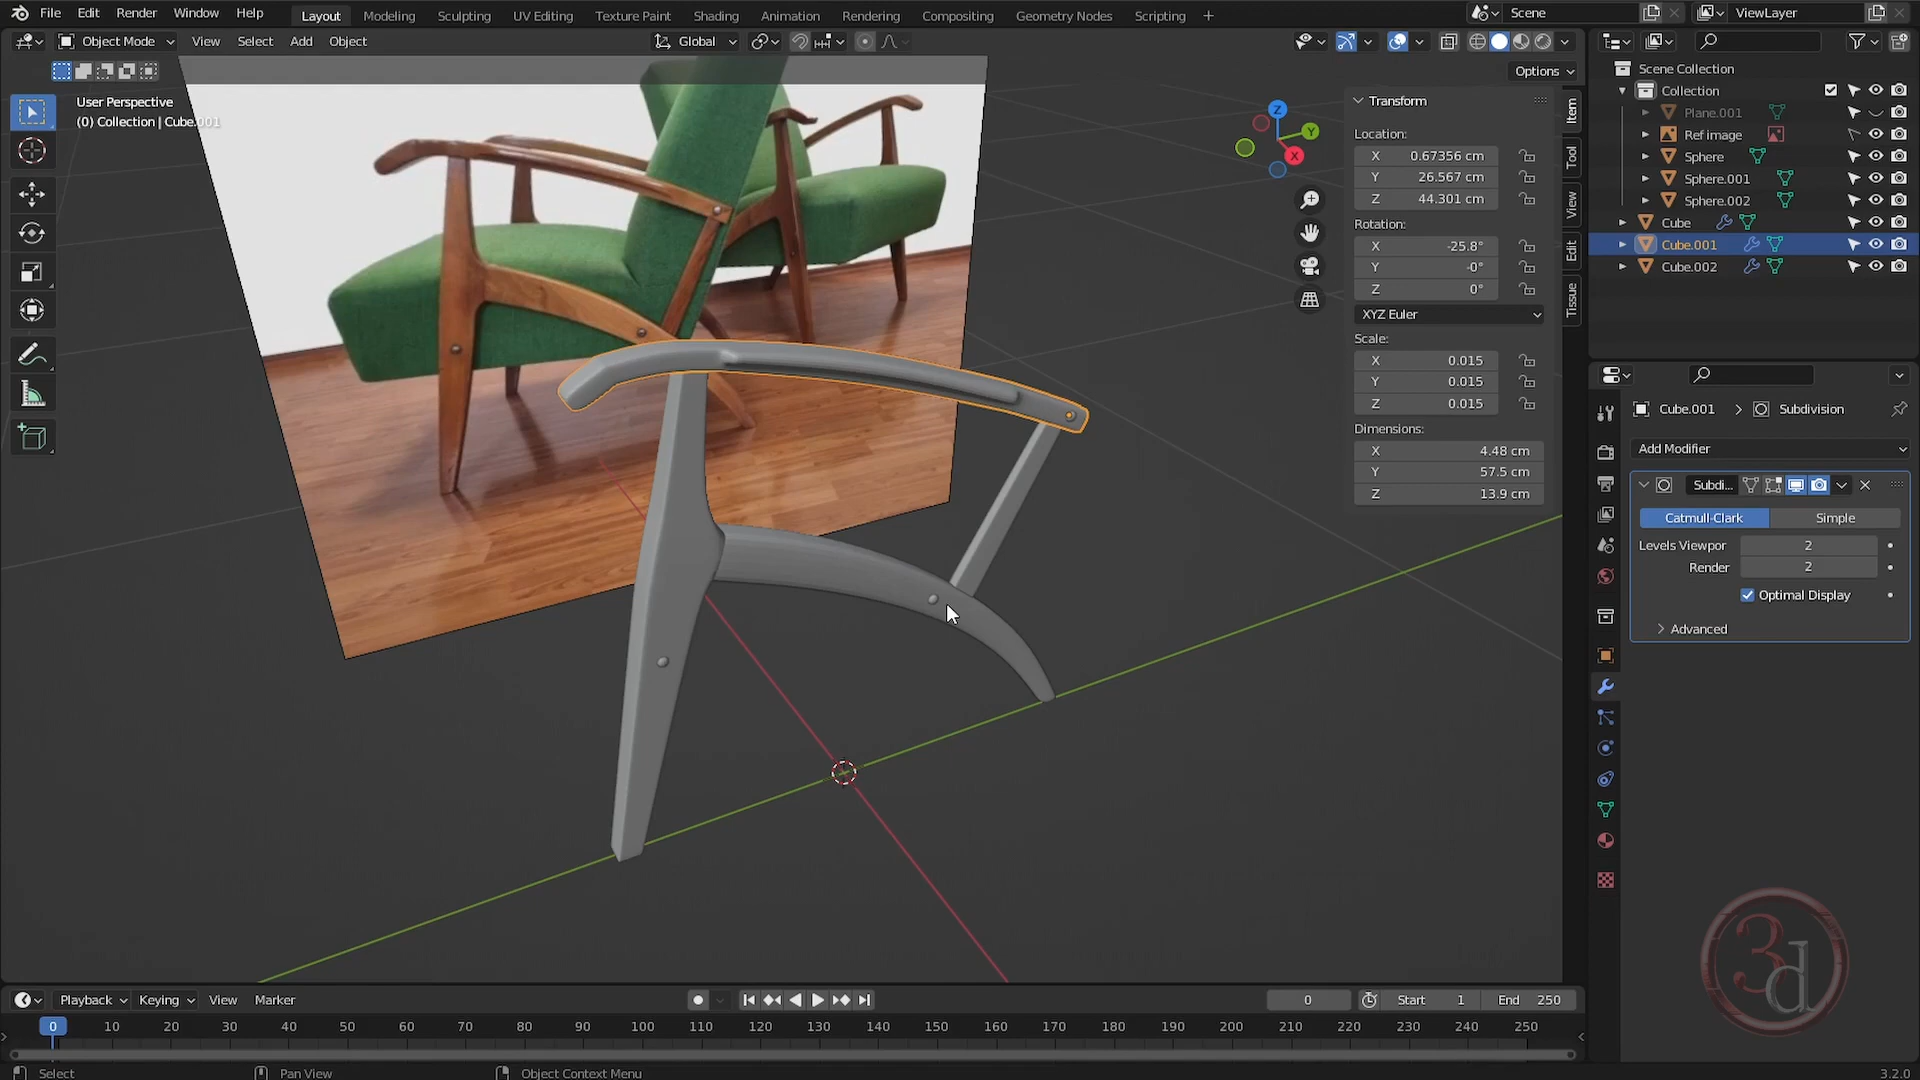 File Edit Render Window Help Layout Modeling Sculpting UV Editing Texture Paint Shading Animation Rendering Compositing Geometry Nodes Scripting + Scene ViewLayer
Object Mode View Select Add Object Global
Options
User Perspective
(0) Collection | Cube.001
Z
Y
X
Transform
Location:
X 0.67356 cm
Y 26.567 cm
Z 44.301 cm
Rotation:
X -25.8°
Y -0°
Z 0°
XYZ Euler
Scale:
X 0.015
Y 0.015
Z 0.015
Dimensions:
X 4.48 cm
Y 57.5 cm
Z 13.9 cm
Item
Tool
View
Edit
Tissue
Scene Collection
Collection
Plane.001
Ref image
Sphere
Sphere.001
Sphere.002
Cube
Cube.001
Cube.002
Cube.001 > Subdivision
Add Modifier
Subdi...
Catmull-Clark Simple
Levels Viewpor 2
Render 2
Optimal Display
Advanced
3d
Playback Keying View Marker 0 Start 1 End 250
0 10 20 30 40 50 60 70 80 90 100 110 120 130 140 150 160 170 180 190 200 210 220 230 240 250
Select Pan View Object Context Menu 3.2.0